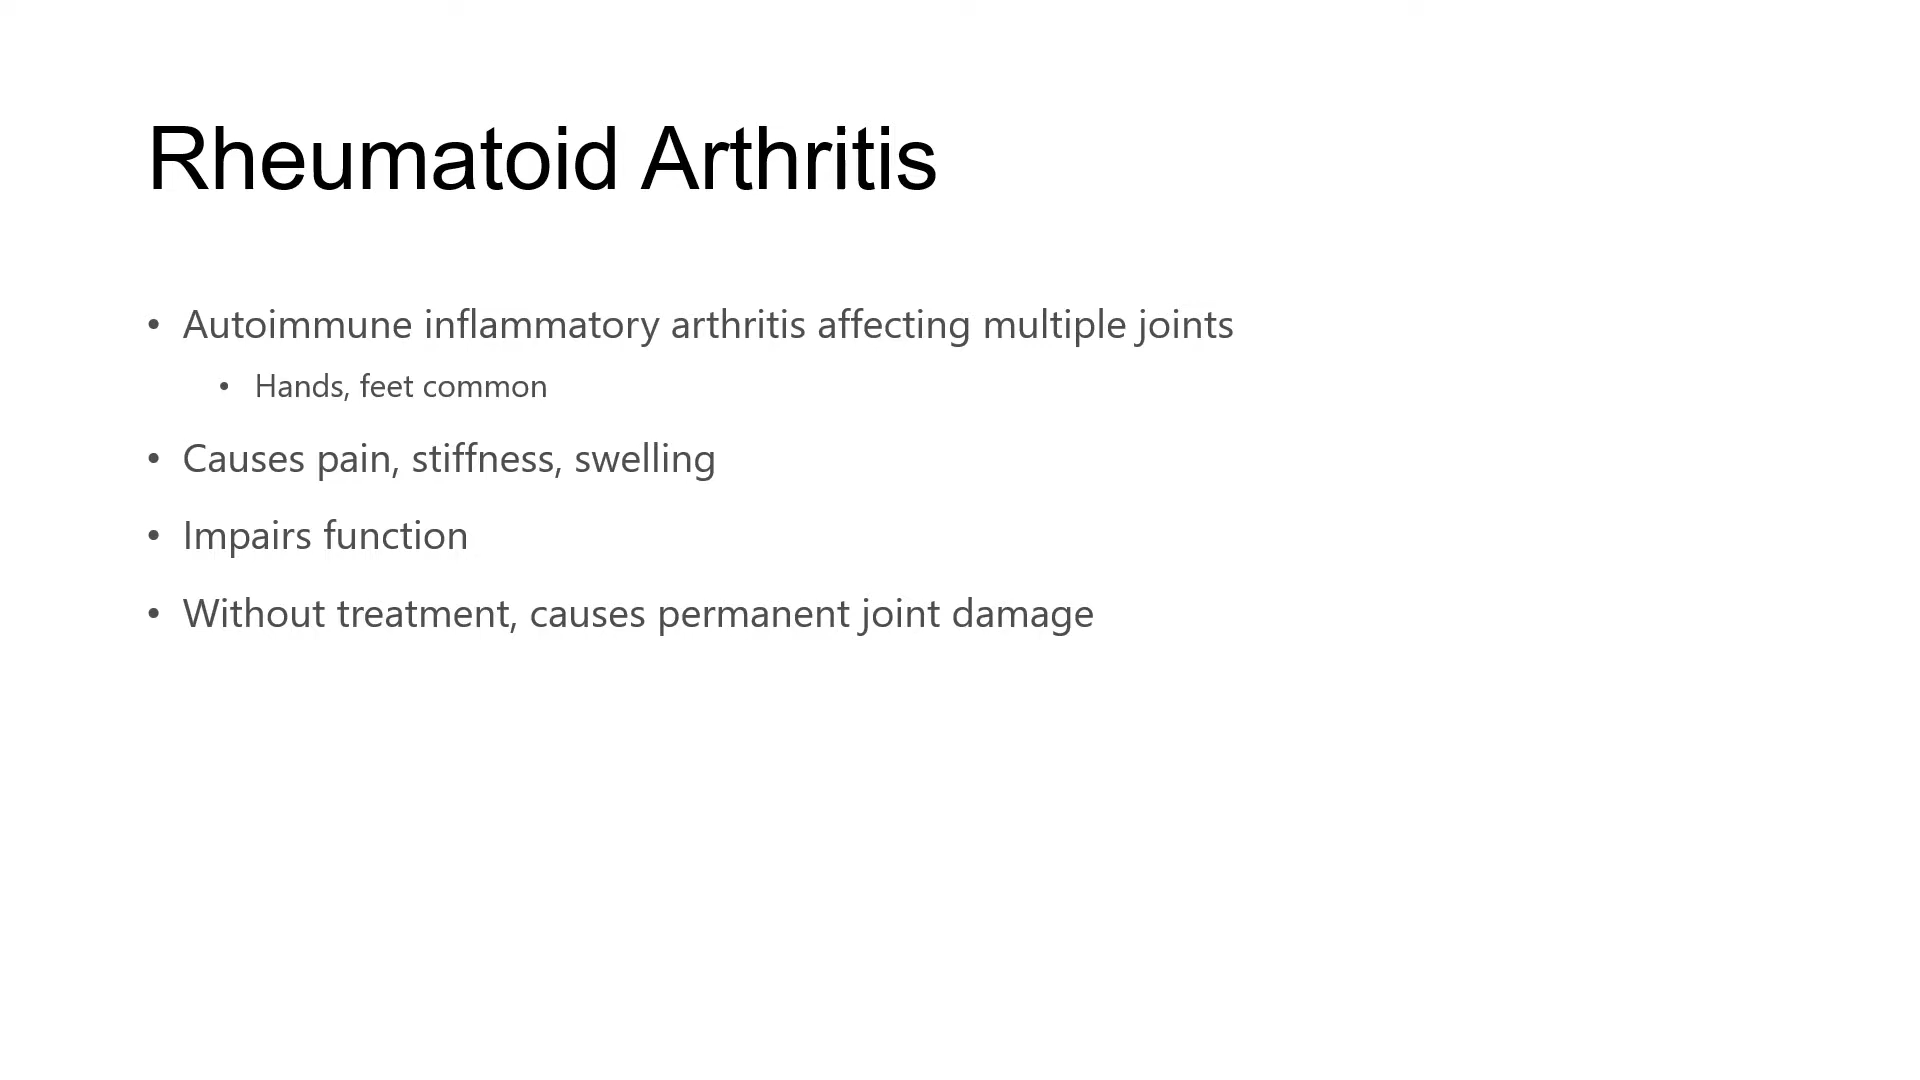 Rheumatoid Arthritis
• Autoimmune inflammatory arthritis affecting multiple joints
• Hands, feet common
• Causes pain, stiffness, swelling
• Impairs function
• Without treatment, causes permanent joint damage